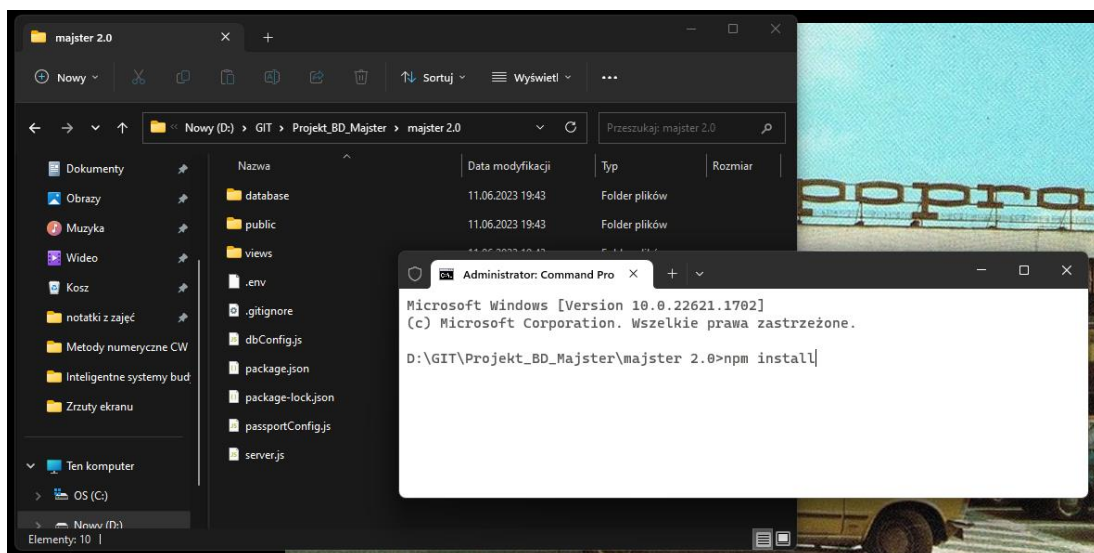 majster 2.0
Nowy
Sortuj
Wyświetl
Nowy (D:) > GIT > Projekt_BD_Majster > majster 2.0
Przeszukaj: majster 2.0
Nazwa Data modyfikacji Typ Rozmiar
Dokumenty
Obrazy
Muzyka
Wideo
Kosz
notatki z zajęć
Metody numeryczne CW
Inteligentne systemy bud
Zrzuty ekranu
Ten komputer
OS (C:)
Nowy (D:)
database 11.06.2023 19:43 Folder plików
public 11.06.2023 19:43 Folder plików
views
.env
.gitignore
dbConfig.js
package.json
package-lock.json
passportConfig.js
server.js
Elementy: 10
Administrator: Command Pro
Microsoft Windows [Version 10.0.22621.1702]
(c) Microsoft Corporation. Wszelkie prawa zastrzeżone.
D:\GIT\Projekt_BD_Majster\majster 2.0>npm install
popra